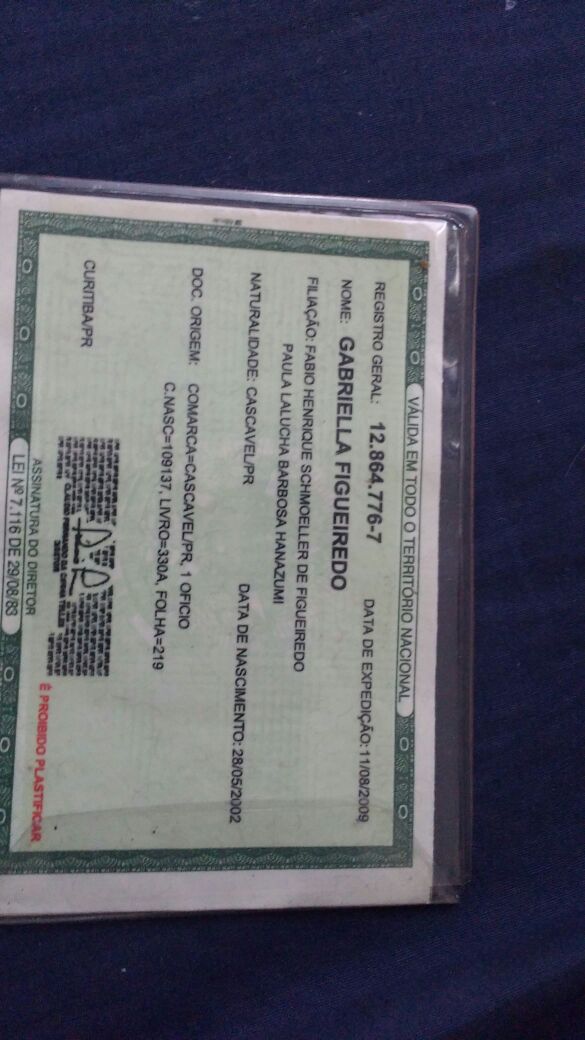 VÁLIDA EM TODO O TERRITÓRIO NACIONAL
REGISTRO GERAL: 12.864.776-7 DATA DE EXPEDIÇÃO: 11/08/2009
NOME: GABRIELLA FIGUEIREDO
FILIAÇÃO: FABIO HENRIQUE SCHMOELLER DE FIGUEIREDO
PAULA LALUCHA BARBOSA HANAZUMI
NATURALIDADE: CASCAVEL/PR DATA DE NASCIMENTO: 28/05/2002
DOC. ORIGEM: COMARCA=CASCAVEL/PR, 1 OFICIO
C.NASC=109137, LIVRO=330A, FOLHA=219
CURITIBA/PR
ASSINATURA DO DIRETOR
É PROIBIDO PLASTIFICAR
LEI Nº 7.116 DE 29/08/83